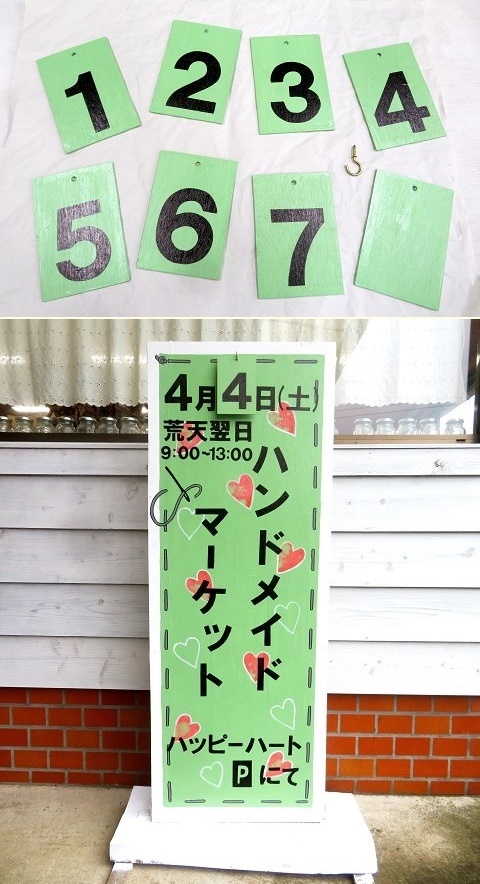 1
2
3
4
5
6
7
4月4日(土)
荒天翌日
9:00~13:00
ハンドメイド
マーケット
ハッピーハート
Pにて